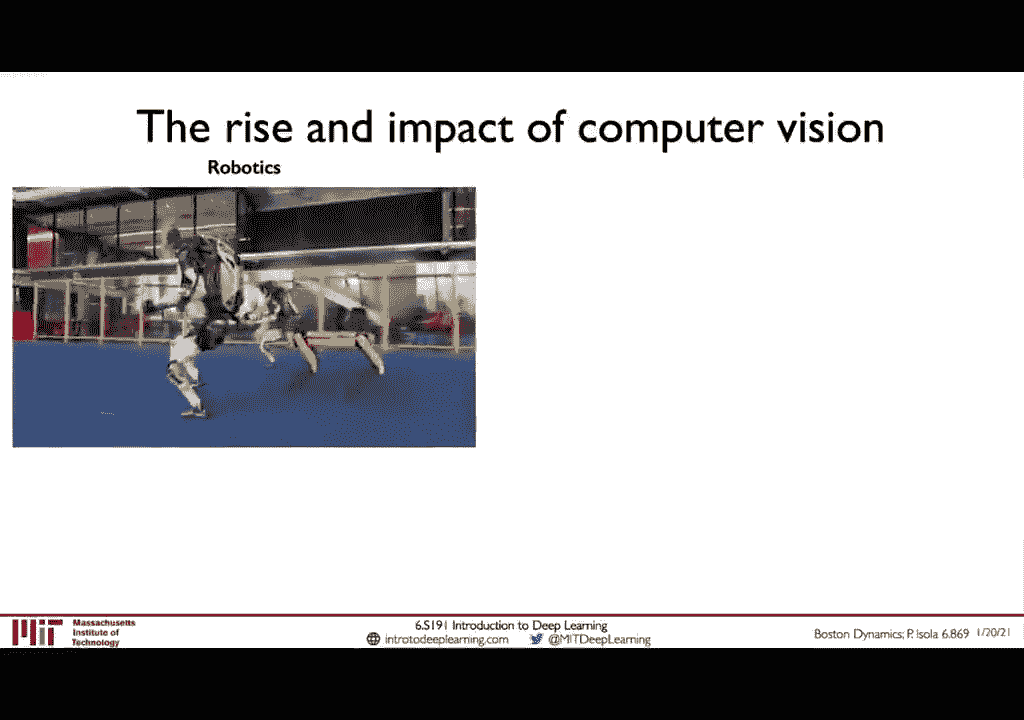 The rise and impact of computer vision
Robotics
Massachusetts
Institute of
Technology
6.S191 Introduction to Deep Learning
introtodeeplearning.com @MITDeepLearning
Boston Dynamics; P. Isola 6.869 1/20/21